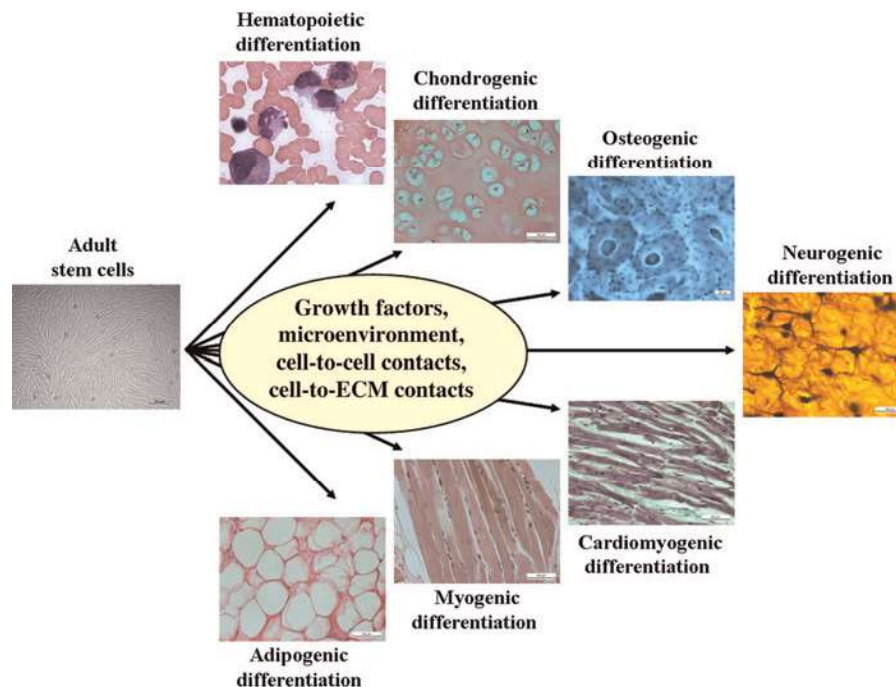 Hematopoietic
differentiation
Chondrogenic
differentiation
Osteogenic
differentiation
Neurogenic
differentiation
Adult
stem cells
Growth factors,
microenvironment,
cell-to-cell contacts,
cell-to-ECM contacts
Cardiomyogenic
differentiation
Myogenic
differentiation
Adipogenic
differentiation